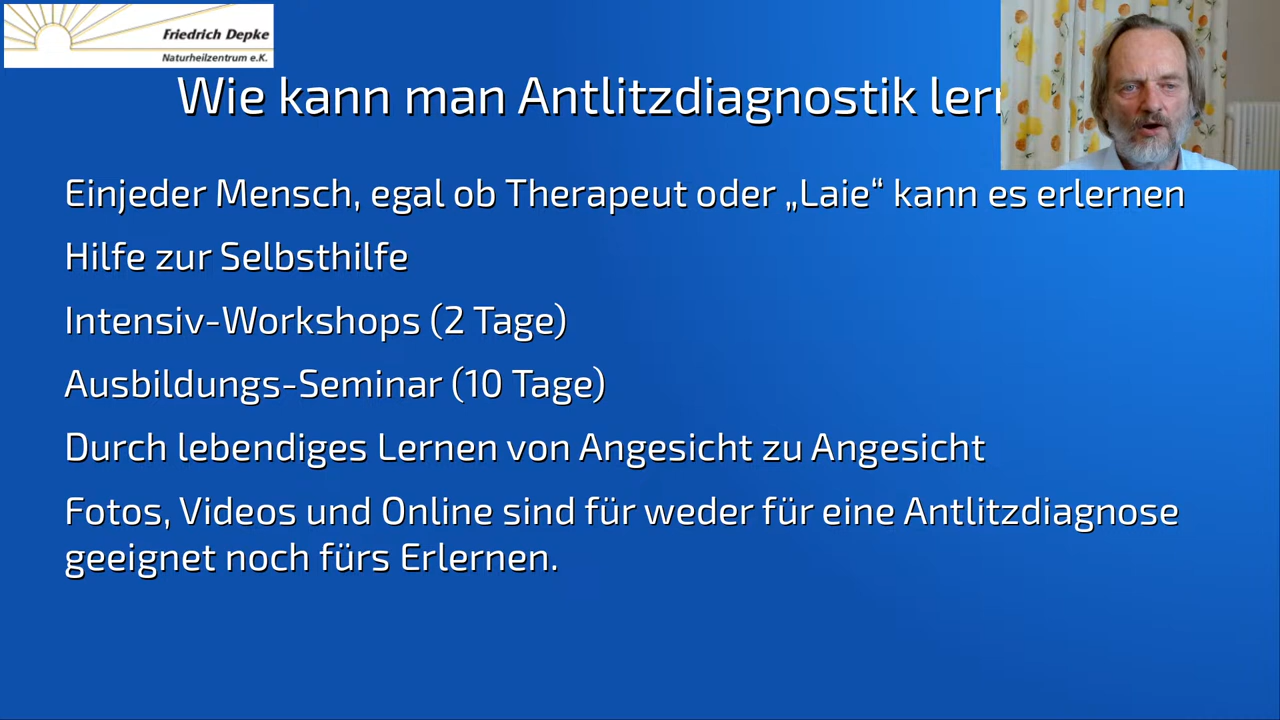 Friedrich Depke
Naturheilzentrum e.K.
Wie kann man Antlitzdiagnostik
Einjeder Mensch, egal ob Therapeut oder „Laie“ kann es erlernen
Hilfe zur Selbsthilfe
Intensiv-Workshops (2 Tage)
Ausbildungs-Seminar (10 Tage)
Durch lebendiges Lernen von Angesicht zu Angesicht
Fotos, Videos und Online sind für weder für eine Antlitzdiagnose
geeignet noch fürs Erlernen.